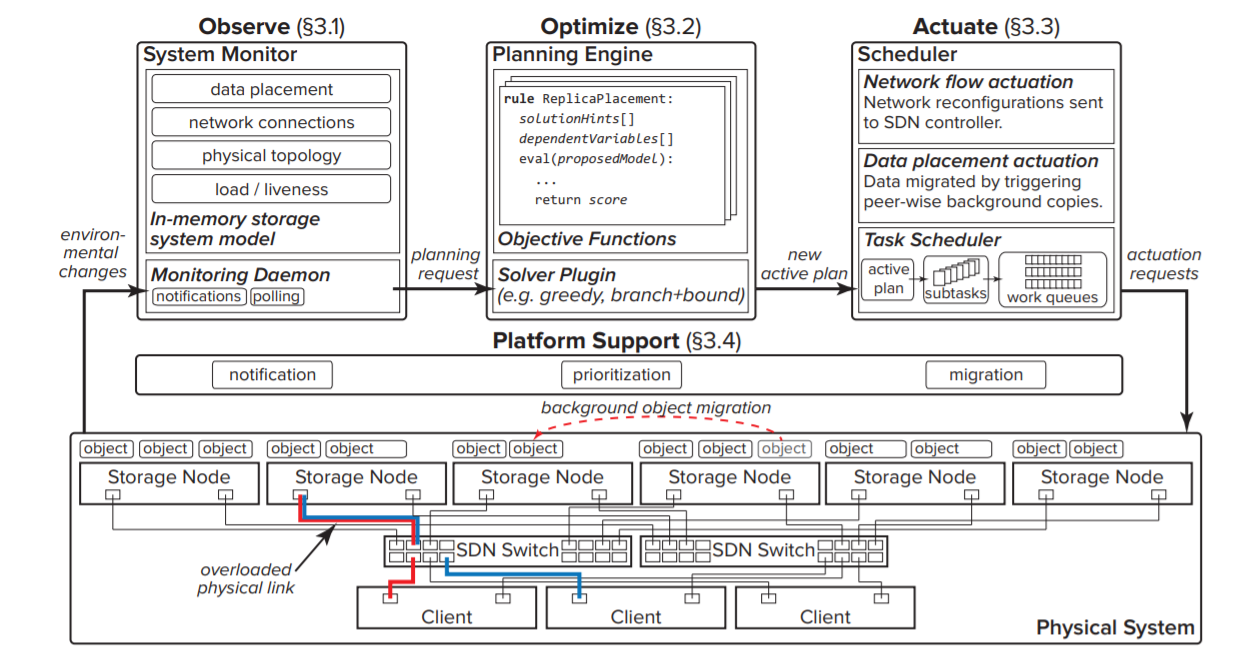 Observe (§3.1)
Optimize (§3.2)
Actuate (§3.3)
System Monitor
data placement
network connections
physical topology
load / liveness
In-memory storage
system model
Monitoring Daemon
notifications
polling
environ-
mental
changes
planning
request
Planning Engine
rule ReplicaPlacement:
solutionHints[]
dependentVariables[]
eval(proposedModel):
...
return score
Objective Functions
Solver Plugin
(e.g. greedy, branch+bound)
new
active plan
Scheduler
Network flow actuation
Network reconfigurations sent
to SDN controller.
Data placement actuation
Data migrated by triggering
peer-wise background copies.
Task Scheduler
active
plan
subtasks
work queues
actuation
requests
Platform Support (§3.4)
notification
prioritization
migration
background object migration
object
object
object
object
object
object
object
object
object
object
object
object
object
object
Storage Node
Storage Node
Storage Node
Storage Node
Storage Node
Storage Node
SDN Switch
SDN Switch
overloaded
physical link
Client
Client
Client
Physical System